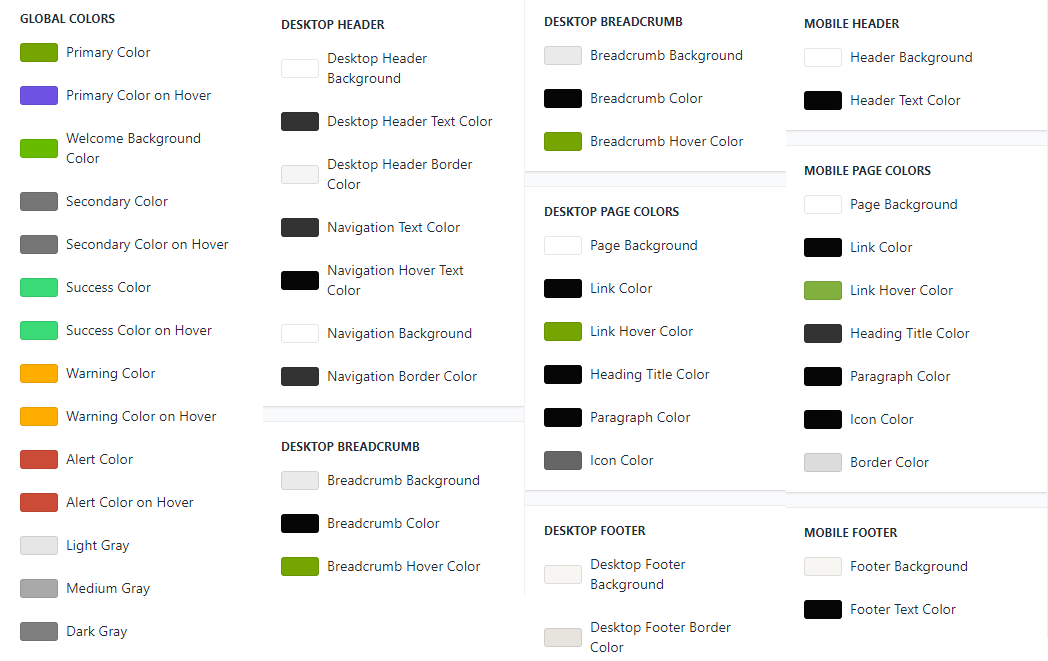 GLOBAL COLORS
Primary Color
Primary Color on Hover
Welcome Background
Color
Secondary Color
Secondary Color on Hover
Success Color
Success Color on Hover
Warning Color
Warning Color on Hover
Alert Color
Alert Color on Hover
Light Gray
Medium Gray
Dark Gray
DESKTOP HEADER
Desktop Header
Background
Desktop Header Text Color
Desktop Header Border
Color
Navigation Text Color
Navigation Hover Text
Color
Navigation Background
Navigation Border Color
DESKTOP BREADCRUMB
Breadcrumb Background
Breadcrumb Color
Breadcrumb Hover Color
DESKTOP BREADCRUMB
Breadcrumb Background
Breadcrumb Color
Breadcrumb Hover Color
DESKTOP PAGE COLORS
Page Background
Link Color
Link Hover Color
Heading Title Color
Paragraph Color
Icon Color
DESKTOP FOOTER
Desktop Footer
Background
Desktop Footer Border
Color
MOBILE HEADER
Header Background
Header Text Color
MOBILE PAGE COLORS
Page Background
Link Color
Link Hover Color
Heading Title Color
Paragraph Color
Icon Color
Border Color
MOBILE FOOTER
Footer Background
Footer Text Color